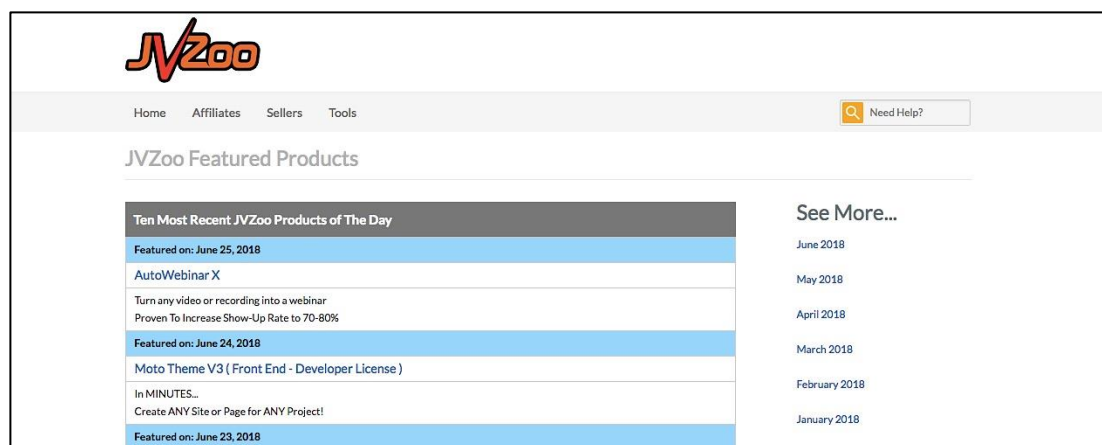 JVZoo
Home Affiliates Sellers Tools
Need Help?
JVZoo Featured Products
Ten Most Recent JVZoo Products of The Day
Featured on: June 25, 2018
AutoWebinar X
Turn any video or recording into a webinar
Proven To Increase Show-Up Rate to 70-80%
Featured on: June 24, 2018
Moto Theme V3 ( Front End - Developer License )
In MINUTES...
Create ANY Site or Page for ANY Project!
Featured on: June 23, 2018
See More...
June 2018
May 2018
April 2018
March 2018
February 2018
January 2018